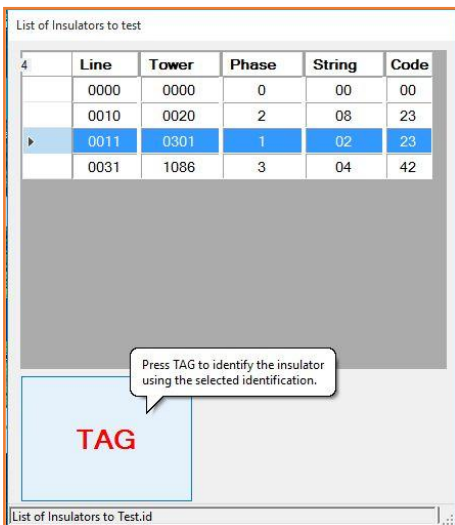 List of Insulators to test
4 Line Tower Phase String Code
0000 0000 0 00 00
0010 0020 2 08 23
0011 0301 1 02 23
0031 1086 3 04 42
Press TAG to identify the insulator
using the selected identification.
TAG
List of Insulators to Test.id